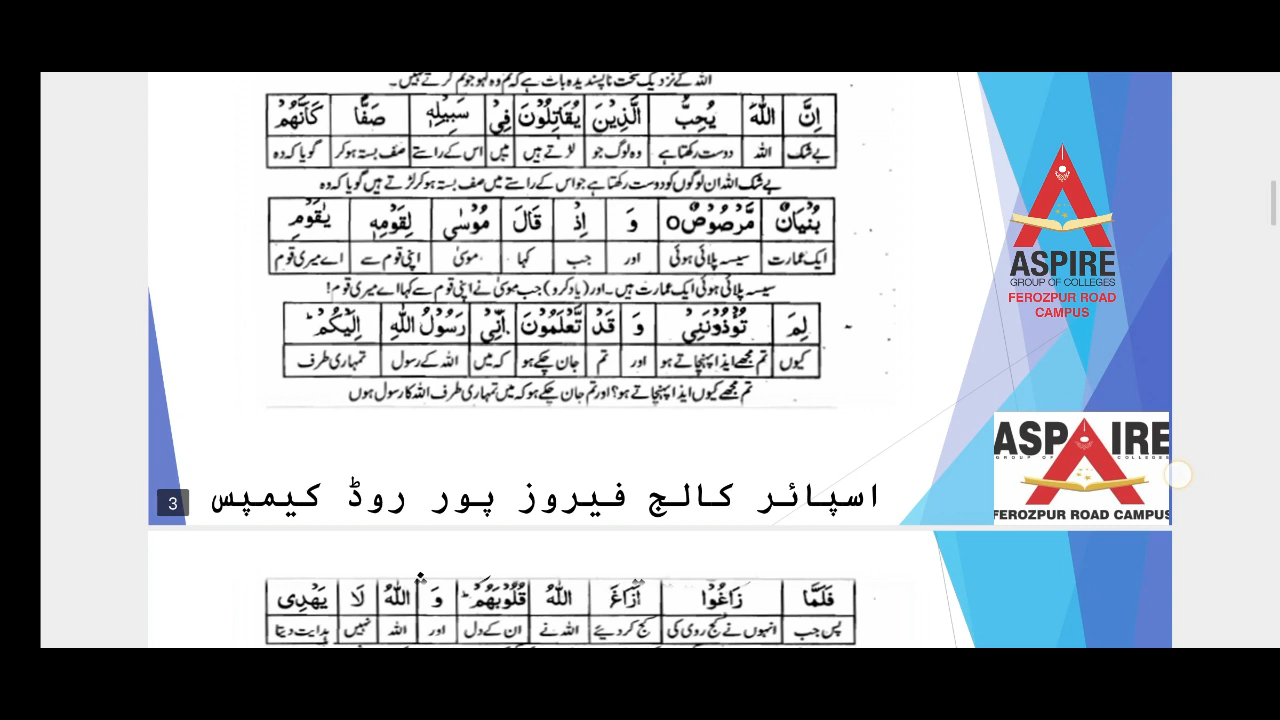 اللہ کے نزدیک سخت ناپسندیدہ بات ہے کہ تم وہ کہو جو تم کرتے نہیں۔
اِنَّ اللّٰهَ يُحِبُّ الَّذِيْنَ يُقَاتِلُوْنَ فِيْ سَبِيْلِهٖ صَفًّا كَاَنَّهُمْ
بے شک اللہ دوست رکھتا ہے وہ لوگ جو لڑتے ہیں میں اس کے راستے صف بستہ ہو کر گویا کہ وہ
بے شک اللہ ان لوگوں کو دوست رکھتا ہے جو اس کے راستے میں صف بستہ ہو کر لڑتے ہیں گویا کہ وہ
بُنْيَانٌ مَّرْصُوْصٌ ○ وَ اِذْ قَالَ مُوْسٰى لِقَوْمِهٖ يٰقَوْمِ
ایک عمارت سیسہ پلائی ہوئی اور جب کہا موسیٰ اپنی قوم سے اے میری قوم
سیسہ پلائی ہوئی ایک عمارت ہیں۔ اور (یاد کرو) جب موسیٰ نے اپنی قوم سے کہا اے میری قوم!
لِمَ تُؤْذُوْنَنِيْ وَ قَدْ تَّعْلَمُوْنَ اَنِّيْ رَسُوْلُ اللّٰهِ اِلَيْكُمْ ؕ
کیوں تم مجھے ایذا پہنچاتے ہو اور تم جان چکے ہو کہ میں اللہ کے رسول تمہاری طرف
تم مجھے کیوں ایذا پہنچاتے ہو؟ اور تم جان چکے ہو کہ میں تمہاری طرف اللہ کا رسول ہوں
ASPIRE
GROUP OF COLLEGES
FEROZPUR ROAD
CAMPUS
ASPAIRE
GROUP OF COLLEGES
FEROZPUR ROAD CAMPUS
اسپائر کالج فیروز پور روڈ کیمپس
3
فَلَمَّا زَاغُوْا اَزَاغَ اللّٰهُ قُلُوْبَهُمْ ؕ وَ اللّٰهُ لَا يَهْدِى
پس جب انہوں نے کج روی کی کج کر دیئے اللہ نے ان کے دل اور اللہ نہیں ہدایت دیتا